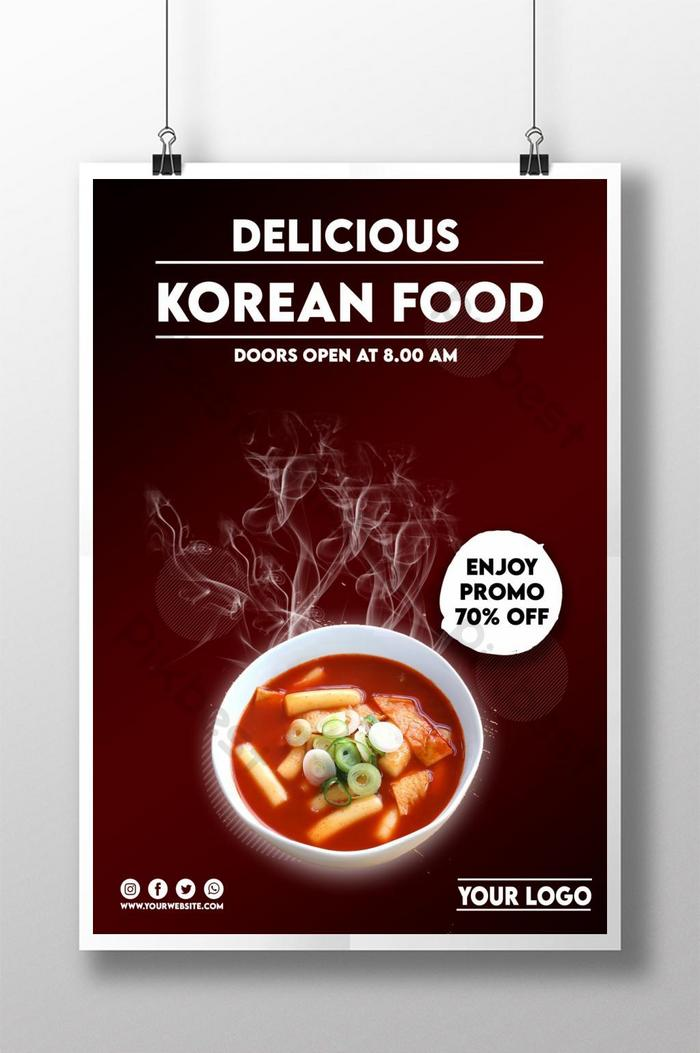 DELICIOUS
KOREAN FOOD
DOORS OPEN AT 8.00 AM
ENJOY
PROMO
70% OFF
WWW.YOURWEBSITE.COM
YOUR LOGO